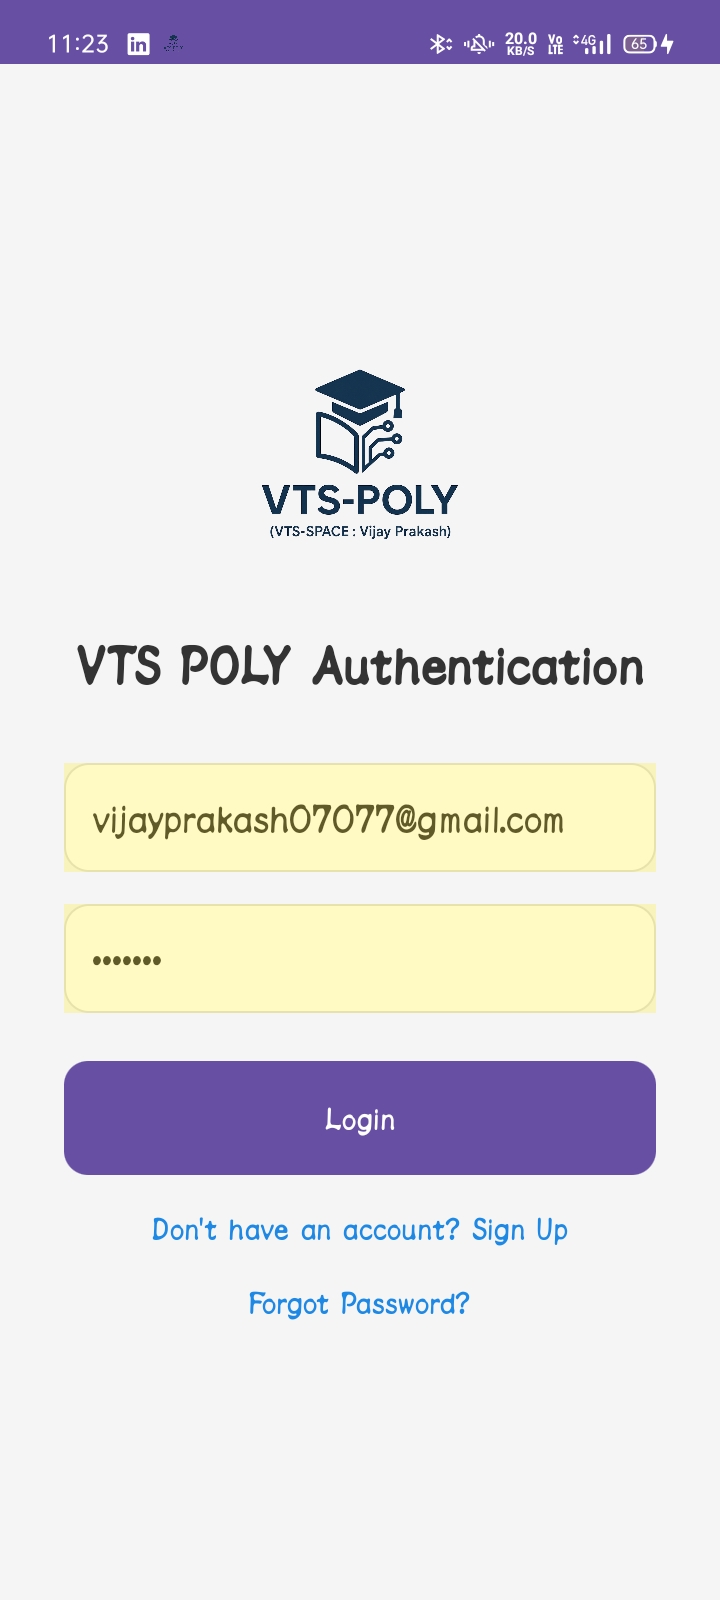 11:23 in 20.0 KB/S Vo LTE 4G 65
VTS-POLY
(VTS-SPACE : Vijay Prakash)
VTS POLY Authentication
vijayprakash07077@gmail.com
•••••••
Login
Don't have an account? Sign Up
Forgot Password?